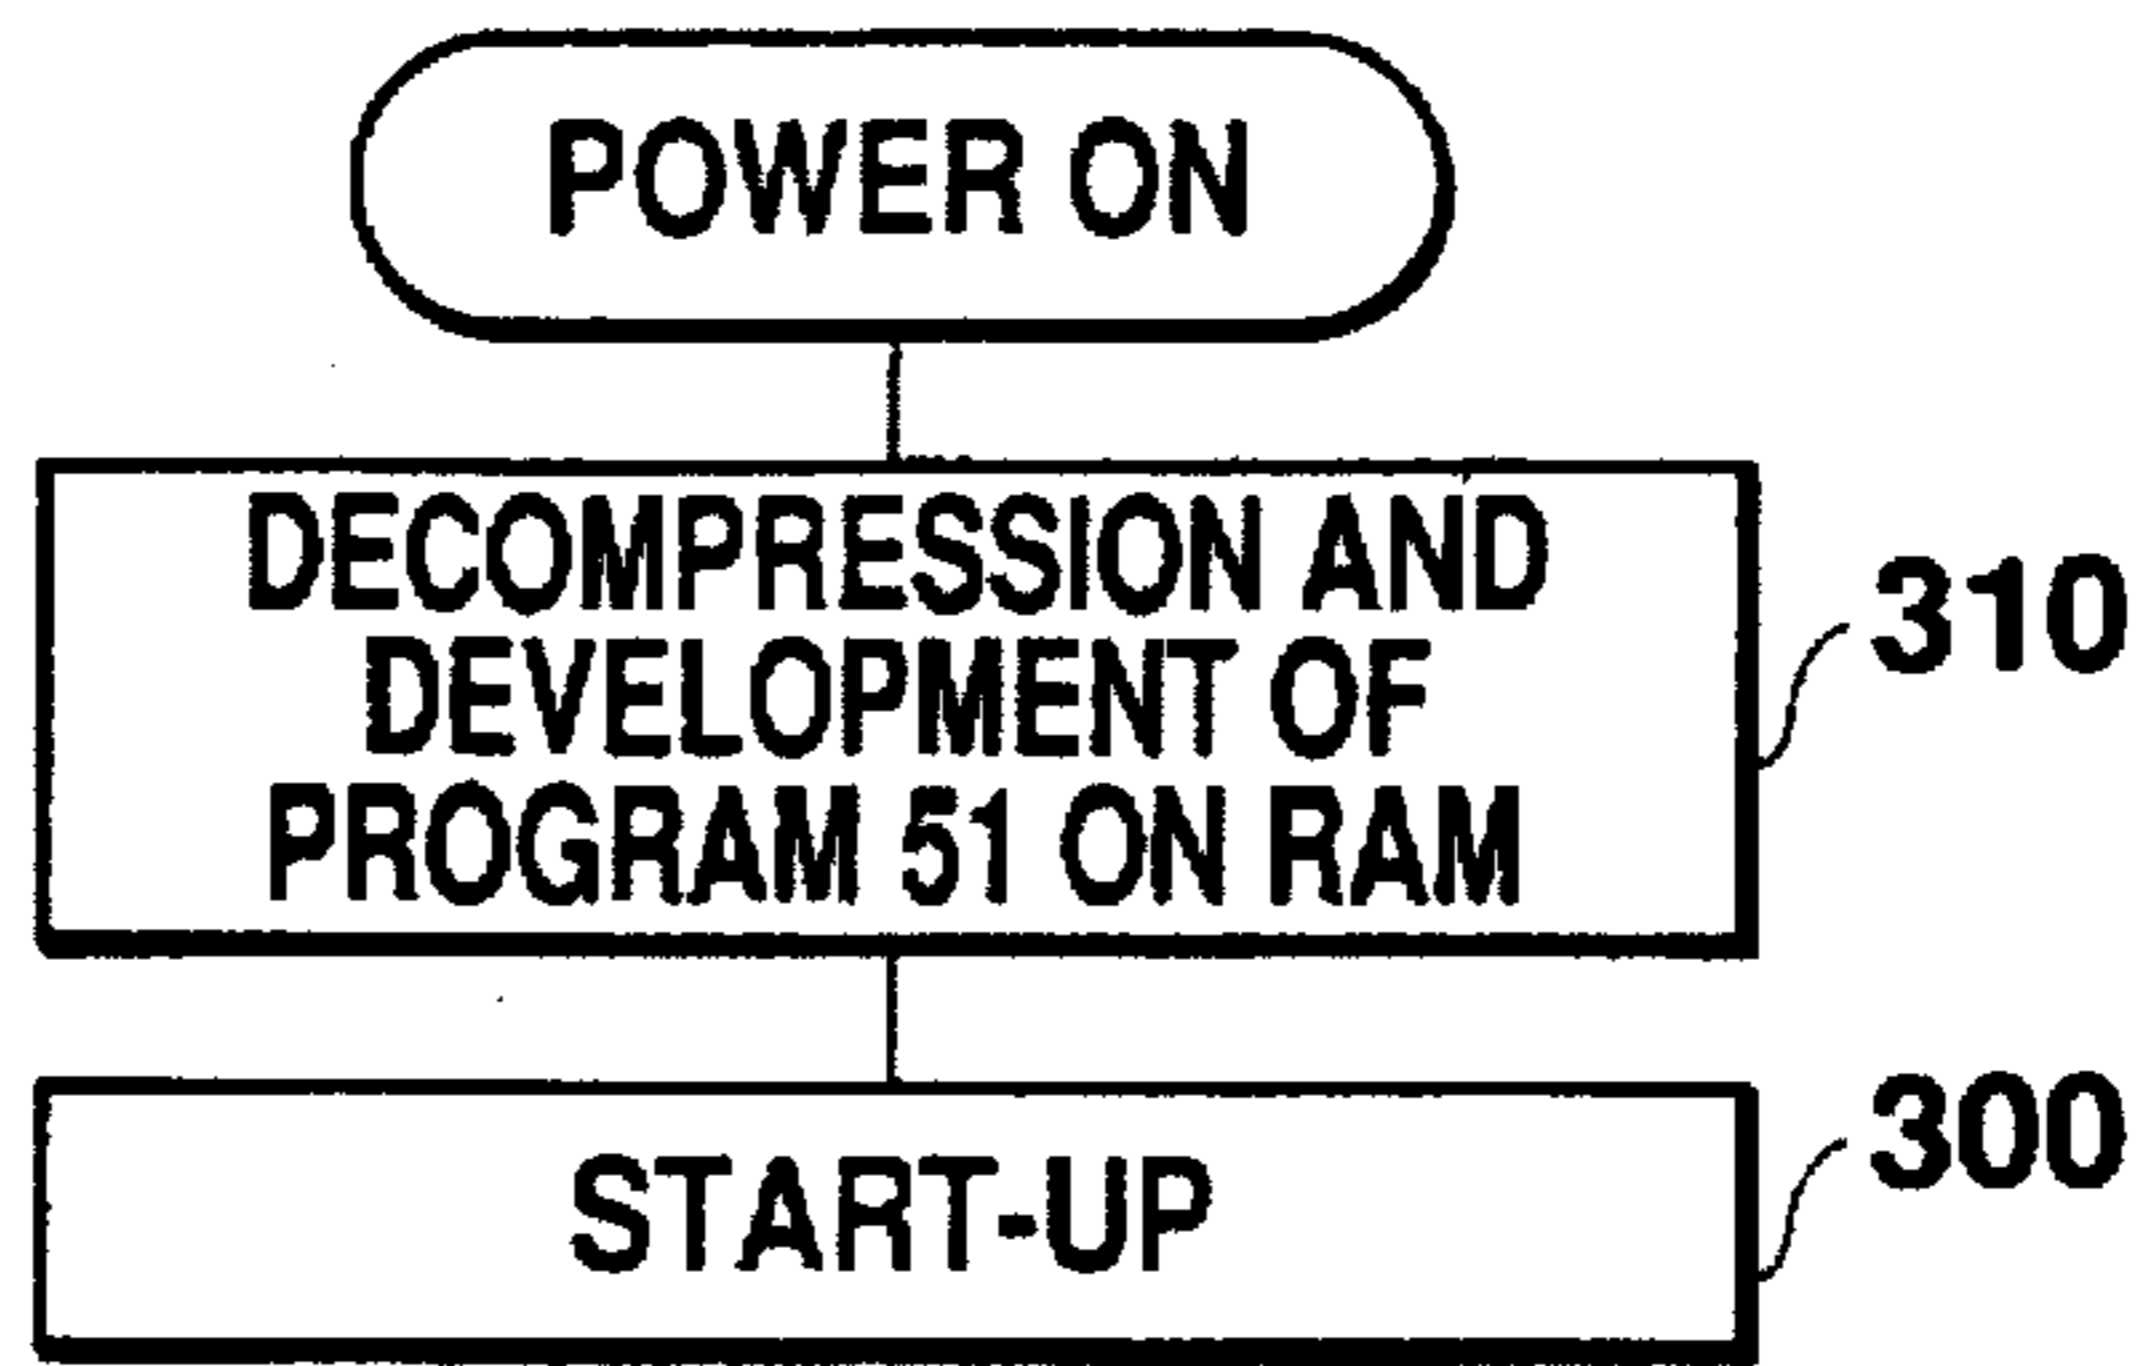 POWER ON
DECOMPRESSION AND
DEVELOPMENT OF
PROGRAM 51 ON RAM
310
START-UP
300